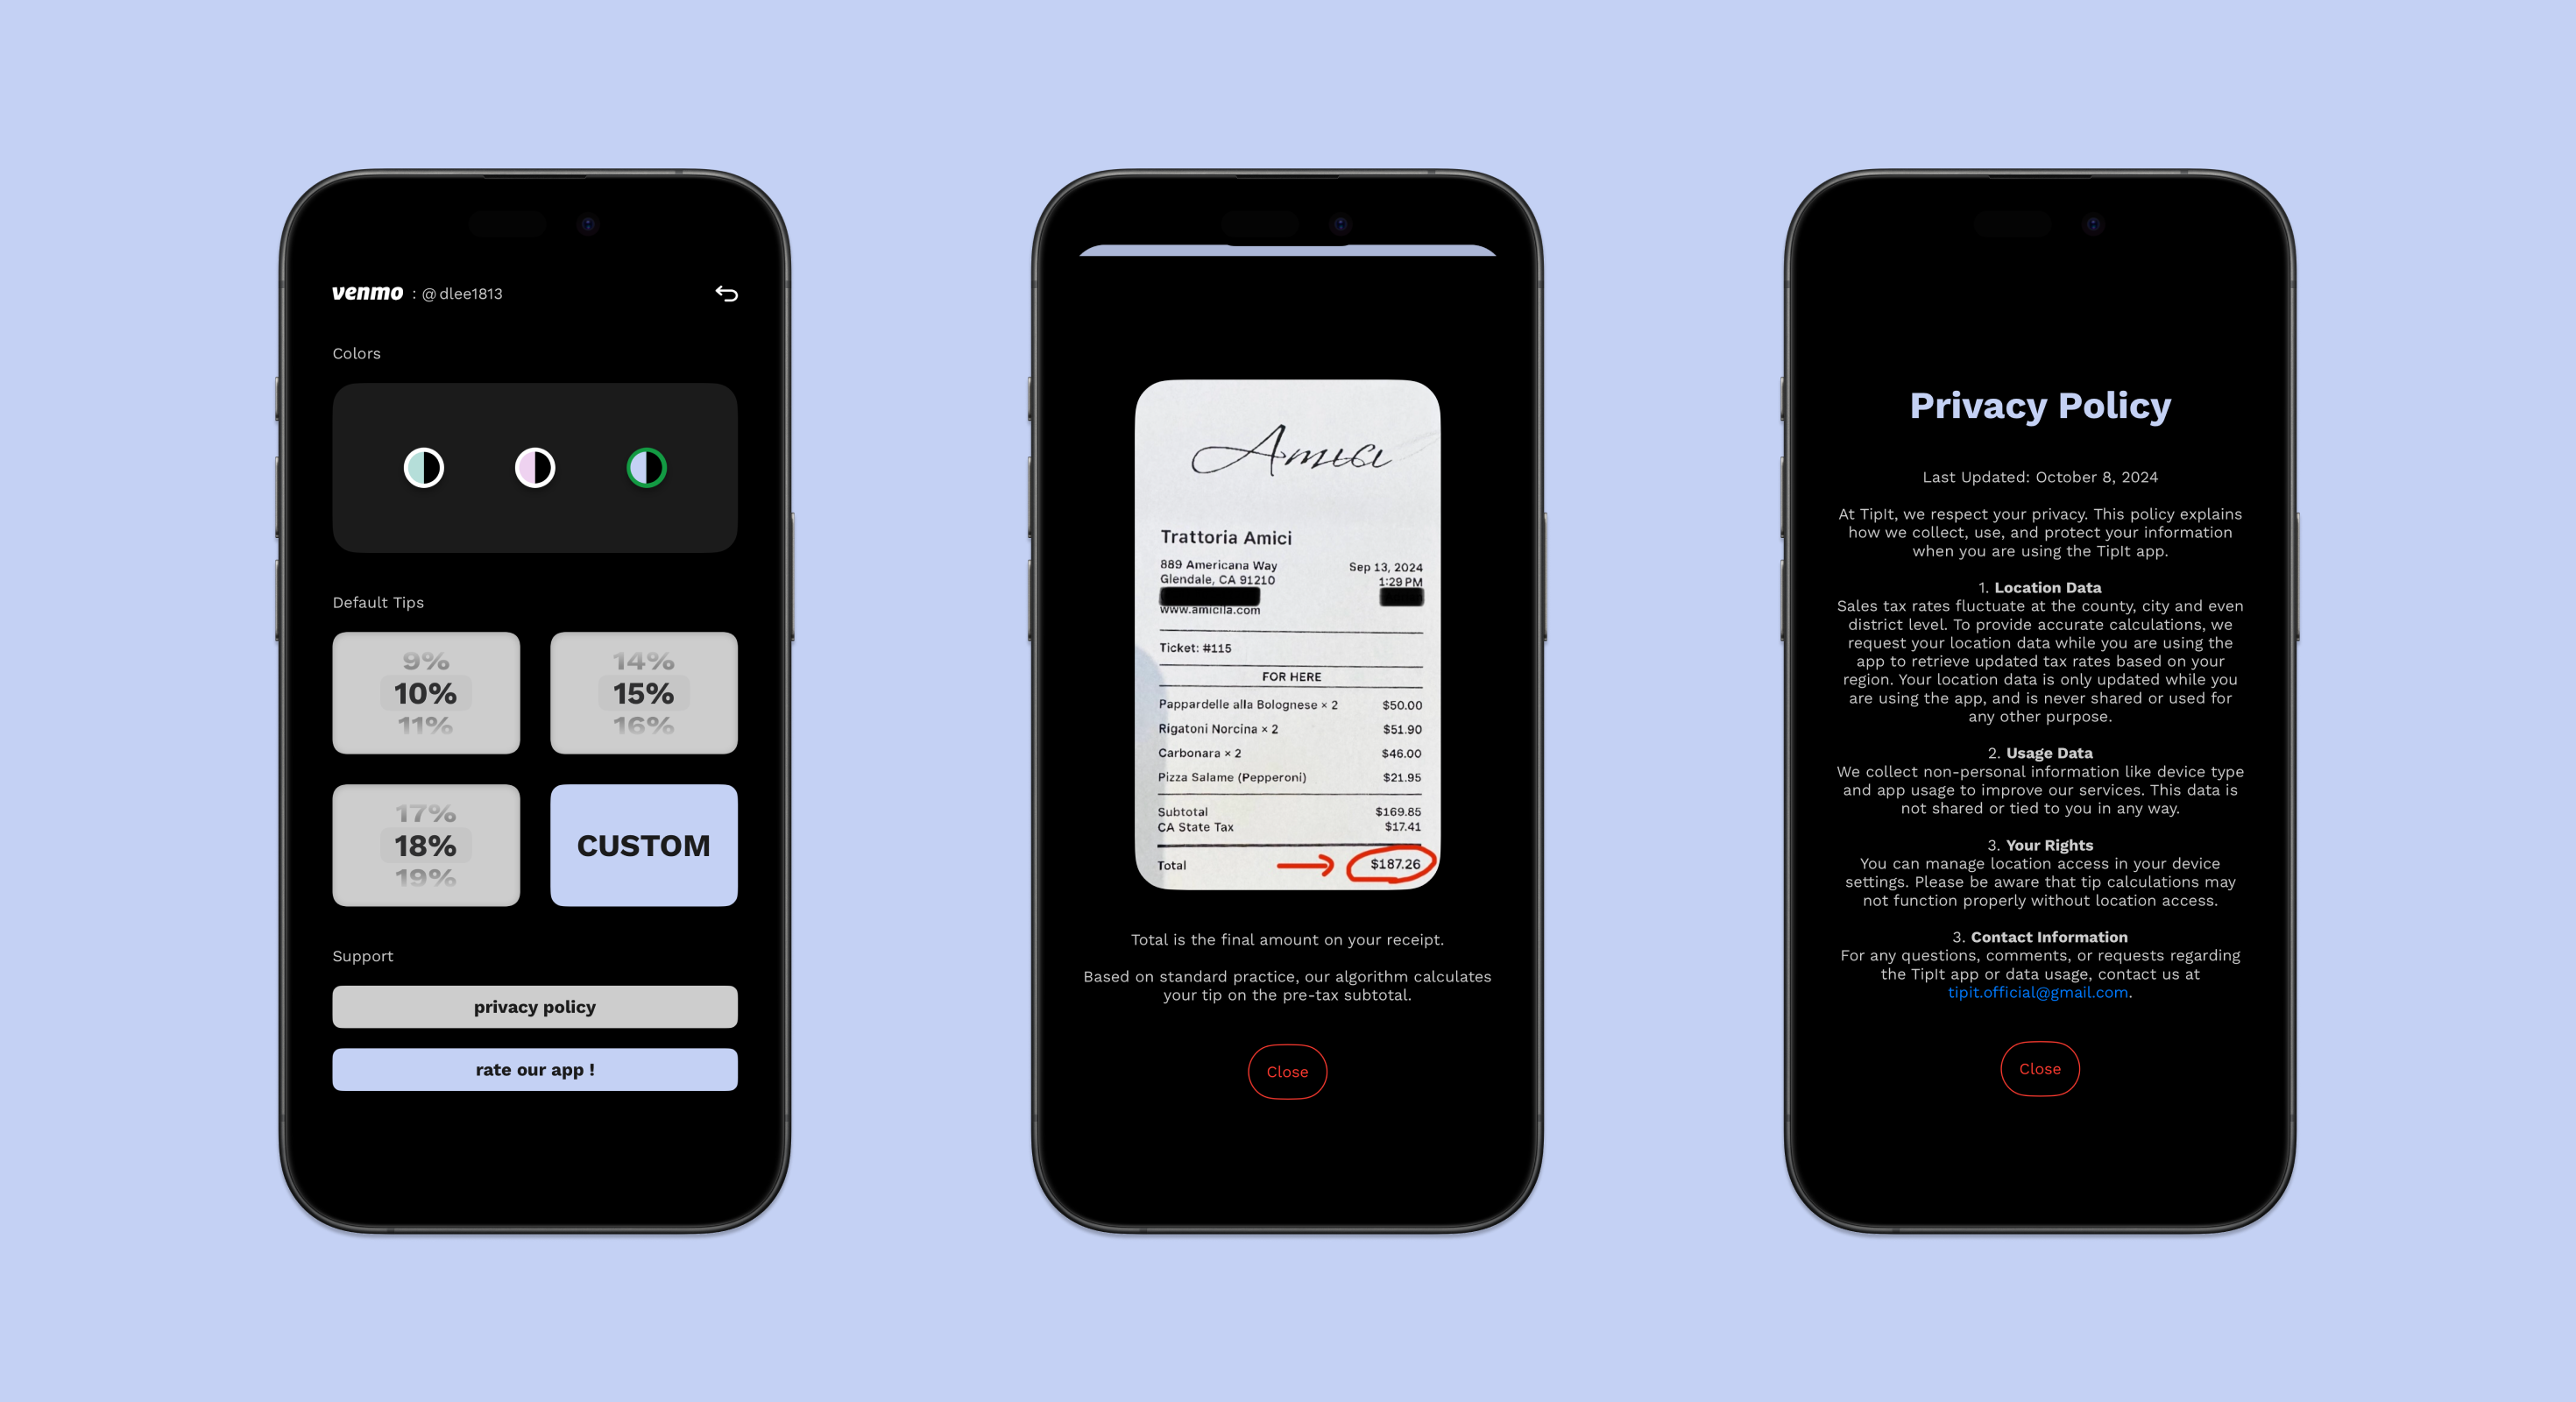 venmo : @ dlee1813
Colors
Default Tips
9%
10%
11%
14%
15%
16%
17%
18%
19%
CUSTOM
Support
privacy policy
rate our app !
Amici
Trattoria Amici
889 Americana Way
Glendale, CA 91210
Sep 13, 2024
1:29 PM
www.amicila.com
Ticket: #115
FOR HERE
Pappardelle alla Bolognese × 2 $50.00
Rigatoni Norcina × 2 $51.90
Carbonara × 2 $46.00
Pizza Salame (Pepperoni) $21.95
Subtotal $169.85
CA State Tax $17.41
Total $187.26
Total is the final amount on your receipt.
Based on standard practice, our algorithm calculates
your tip on the pre-tax subtotal.
Close
Privacy Policy
Last Updated: October 8, 2024
At TipIt, we respect your privacy. This policy explains
how we collect, use, and protect your information
when you are using the TipIt app.
1. Location Data
Sales tax rates fluctuate at the county, city and even
district level. To provide accurate calculations, we
request your location data while you are using the
app to retrieve updated tax rates based on your
region. Your location data is only updated while you
are using the app, and is never shared or used for
any other purpose.
2. Usage Data
We collect non-personal information like device type
and app usage to improve our services. This data is
not shared or tied to you in any way.
3. Your Rights
You can manage location access in your device
settings. Please be aware that tip calculations may
not function properly without location access.
3. Contact Information
For any questions, comments, or requests regarding
the TipIt app or data usage, contact us at
tipit.official@gmail.com.
Close